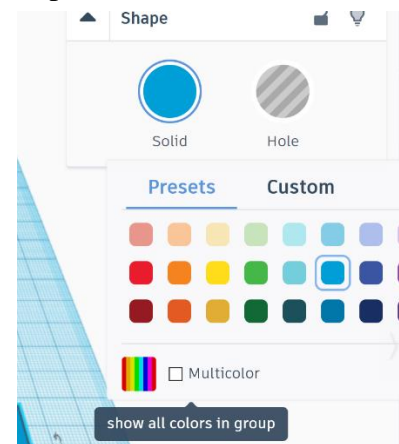 Shape
Solid Hole
Presets Custom
Multicolor
show all colors in group